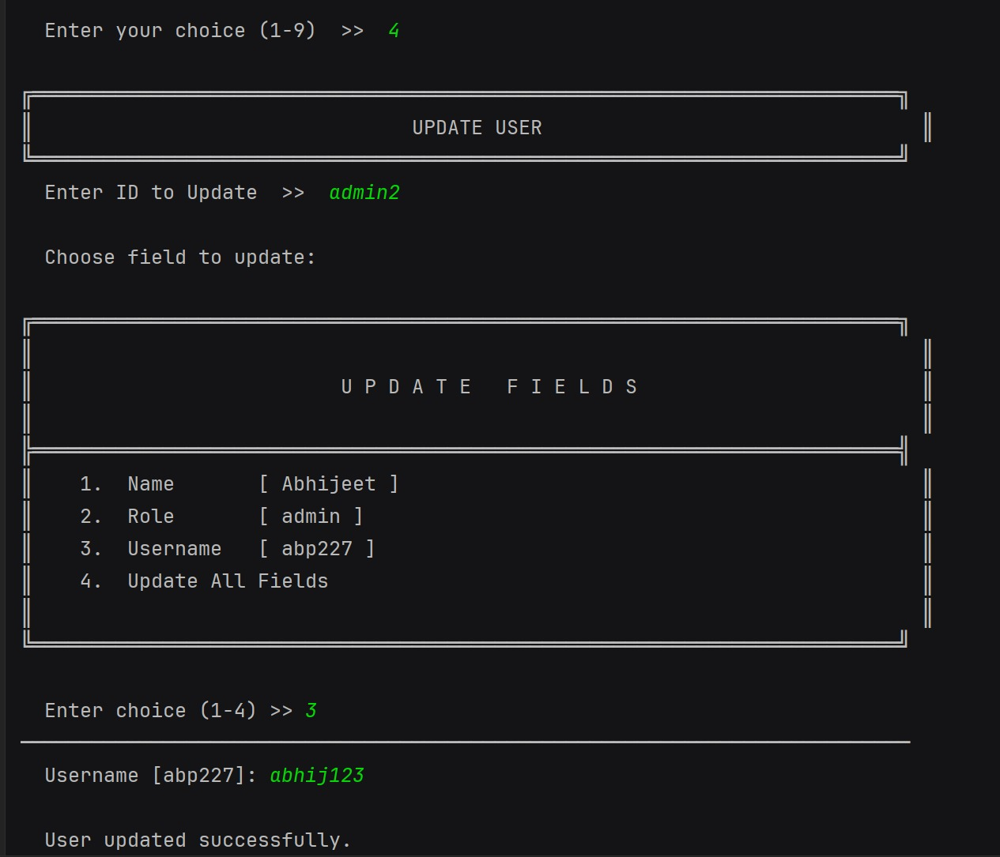 Enter your choice (1-9) >> 4
UPDATE USER
Enter ID to Update >> admin2
Choose field to update:
U P D A T E   F I E L D S
1. Name [ Abhijeet ]
2. Role [ admin ]
3. Username [ abp227 ]
4. Update All Fields
Enter choice (1-4) >> 3
Username [abp227]: abhij123
User updated successfully.